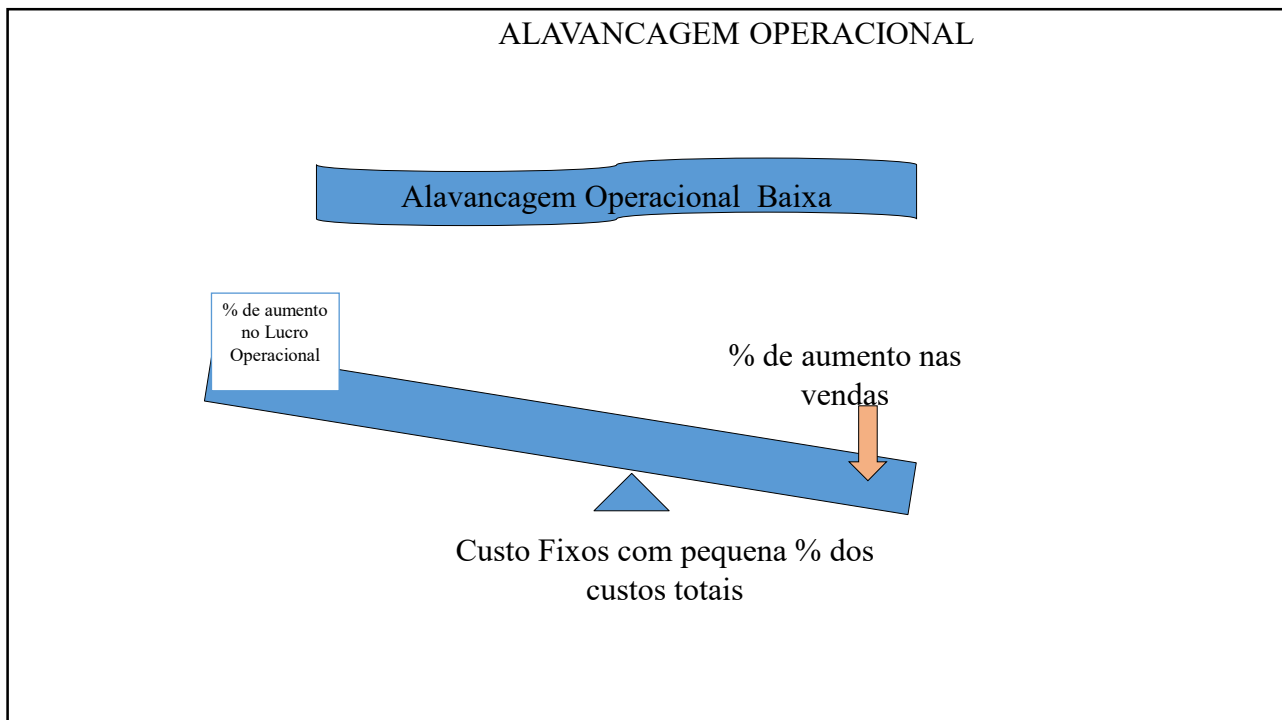 ALAVANCAGEM OPERACIONAL
Alavancagem Operacional Baixa
% de aumento
no Lucro
Operacional
% de aumento nas
vendas
Custo Fixos com pequena % dos
custos totais